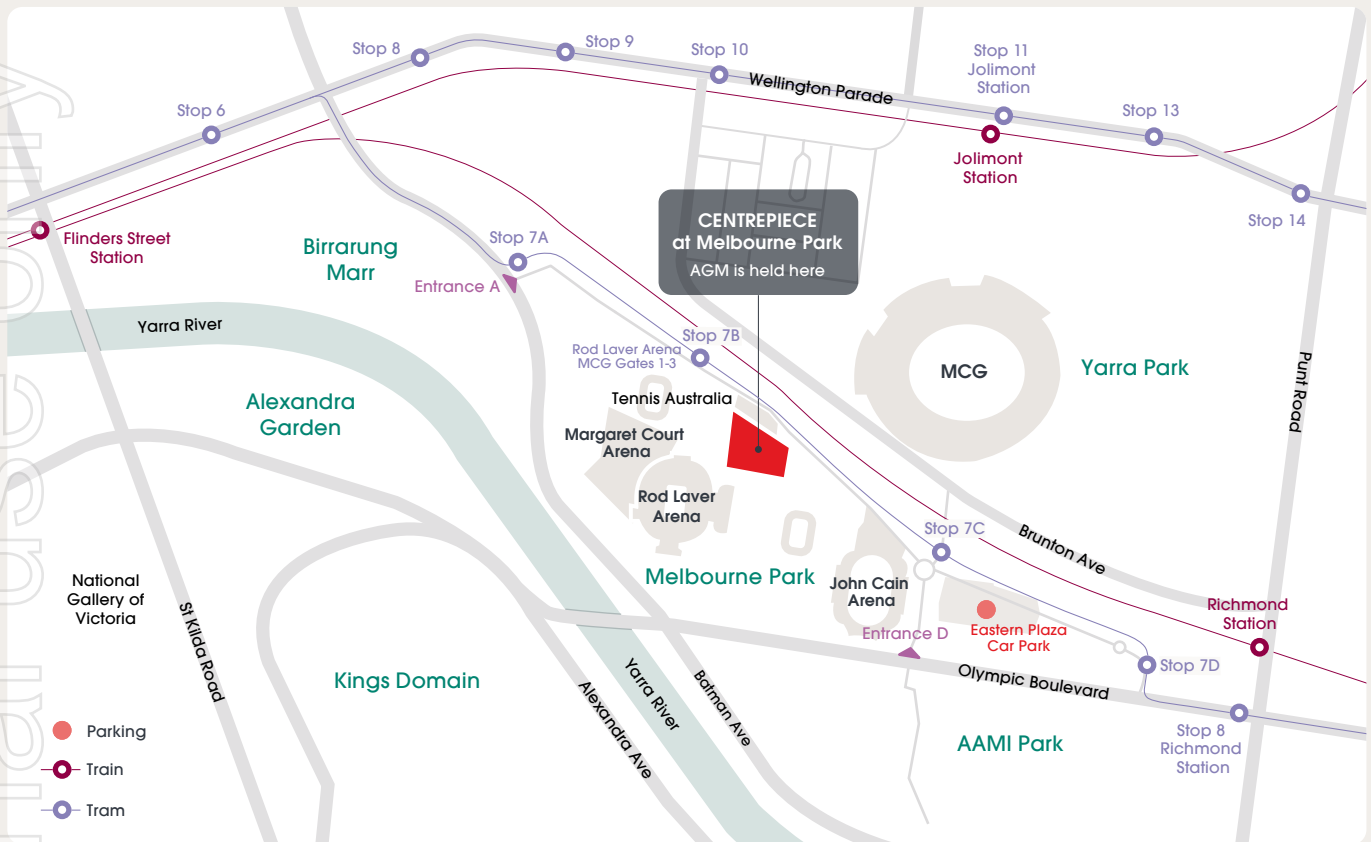 Stop 8
Stop 9
Stop 10
Stop 11
Jolimont
Station
Wellington Parade
Stop 6
Stop 13
Jolimont
Station
Stop 14
CENTREPIECE
at Melbourne Park
AGM is held here
Flinders Street
Station
Birrarung
Marr
Stop 7A
Entrance A
Yarra River
Stop 7B
Rod Laver Arena
MCG Gates 1-3
MCG
Yarra Park
Punt Road
Alexandra
Garden
Tennis Australia
Margaret Court
Arena
Rod Laver
Arena
Stop 7C
Brunton Ave
National
Gallery of
Victoria
St Kilda Road
Melbourne Park
John Cain
Arena
Entrance D
Eastern Plaza
Car Park
Richmond
Station
Stop 7D
Olympic Boulevard
Kings Domain
Alexandra Ave
Yarra River
Batman Ave
AAMI Park
Stop 8
Richmond
Station
Parking
Train
Tram